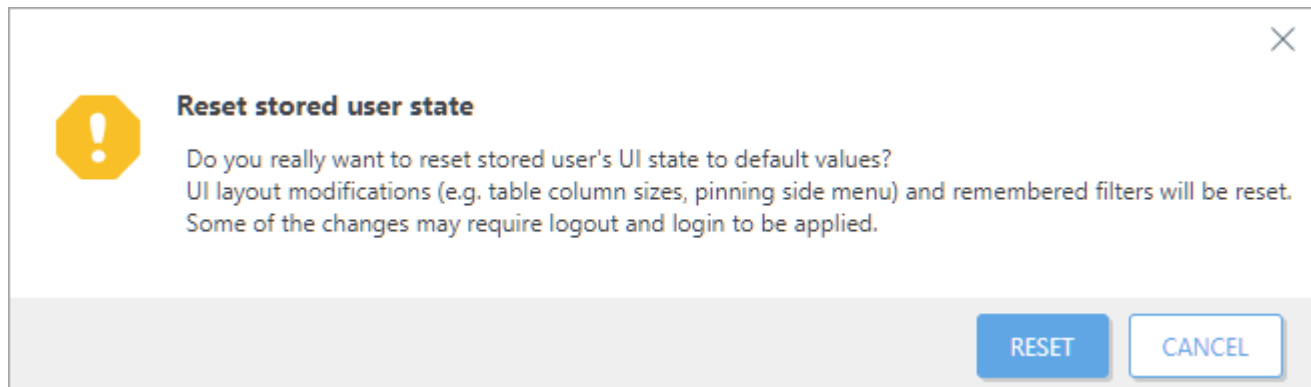 Reset stored user state
Do you really want to reset stored user's UI state to default values?
UI layout modifications (e.g. table column sizes, pinning side menu) and remembered filters will be reset.
Some of the changes may require logout and login to be applied.
RESET CANCEL